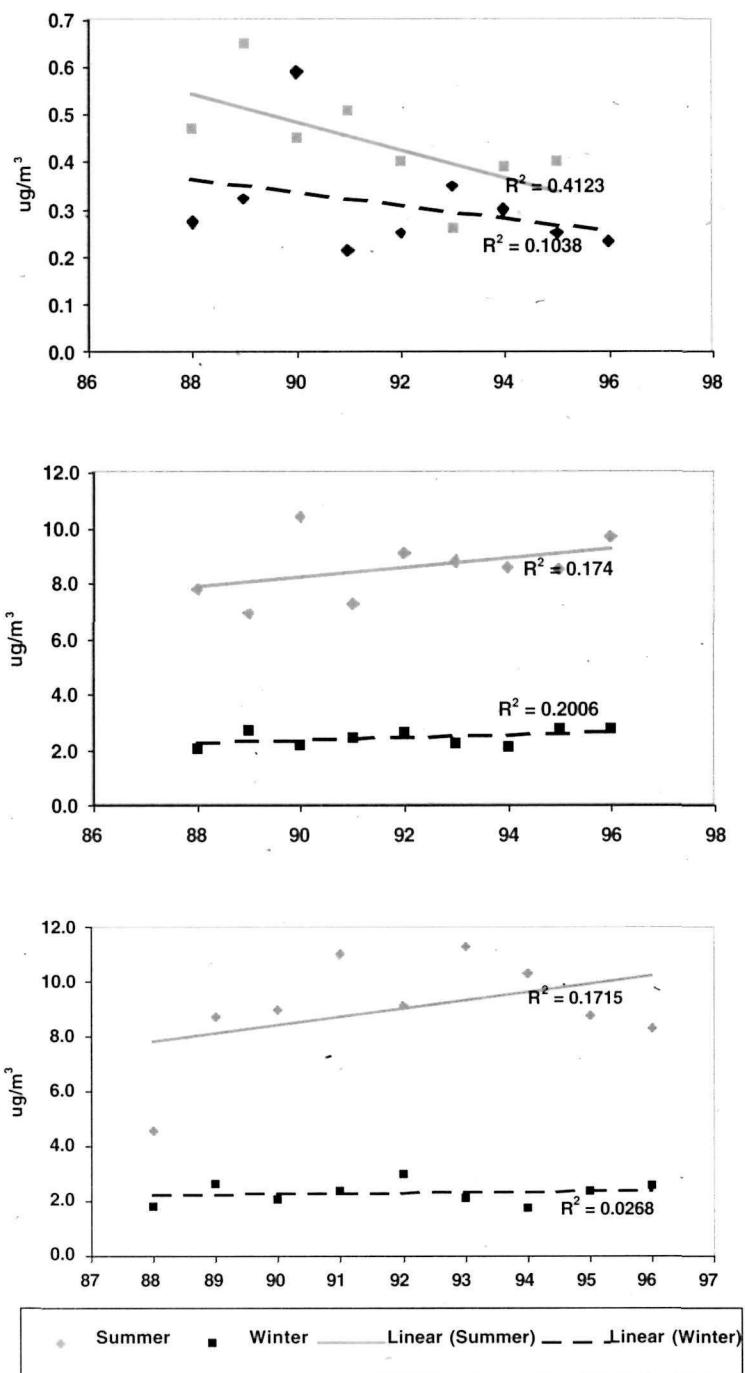 0.7
0.6
R² = 0.4123
0.5
0.4
ug/m³
0.3
R² = 0.1038
0.2
0.1
0.0
86 88 90 92 94 96 98
12.0
10.0
R² = 0.174
8.0
ug/m³
6.0
4.0
R² = 0.2006
2.0
0.0
86 88 90 92 94 96 98
12.0
10.0
R² = 0.1715
8.0
ug/m³
6.0
4.0
2.0
R² = 0.0268
0.0
87 88 89 90 91 92 93 94 95 96 97
Summer Winter Linear (Summer) Linear (Winter)